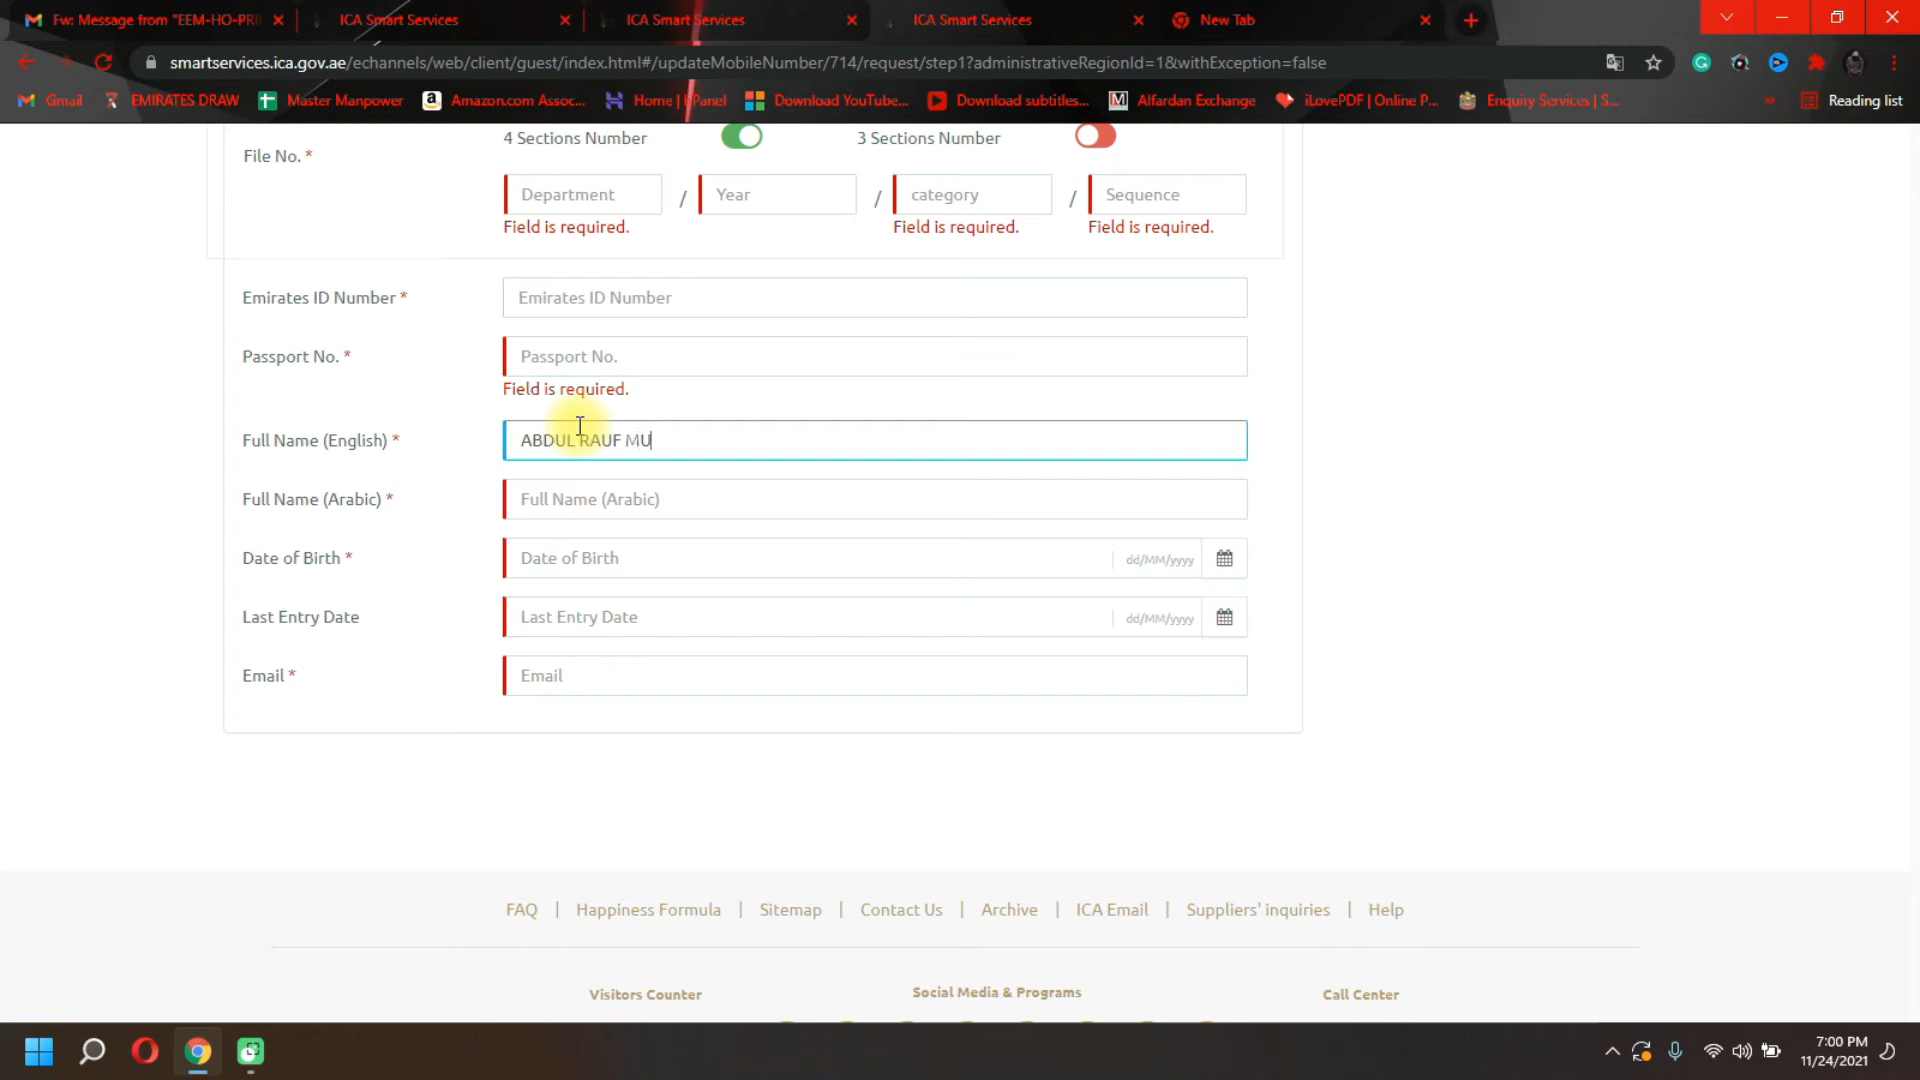 Fw: Message from "EEM-HO-PRI
ICA Smart Services
ICA Smart Services
ICA Smart Services
New Tab
smartservices.ica.gov.ae/echannels/web/client/guest/index.html#/updateMobileNumber/714/request/step1?administrativeRegionId=1&withException=false
Gmail
EMIRATES DRAW
Master Manpower
Amazon.com Assoc...
Home | hPanel
Download YouTube...
Download subtitles...
Alfardan Exchange
iLovePDF | Online P...
Enquiry Services | S...
Reading list
4 Sections Number
3 Sections Number
File No. *
Department / Year / category / Sequence
Field is required.
Field is required.
Field is required.
Emirates ID Number *
Emirates ID Number
Passport No. *
Passport No.
Field is required.
Full Name (English) *
ABDUL RAUF MU
Full Name (Arabic) *
Full Name (Arabic)
Date of Birth *
Date of Birth
dd/MM/yyyy
Last Entry Date
Last Entry Date
dd/MM/yyyy
Email *
Email
FAQ | Happiness Formula | Sitemap | Contact Us | Archive | ICA Email | Suppliers' inquiries | Help
Visitors Counter
Social Media & Programs
Call Center
7:00 PM
11/24/2021